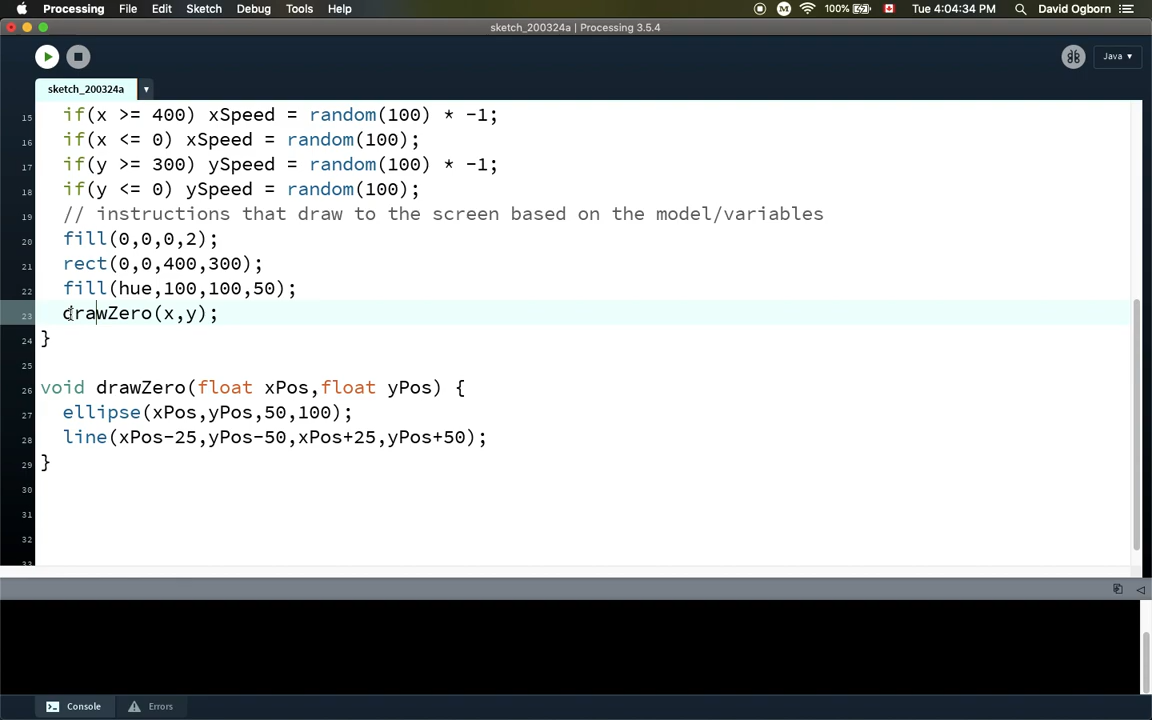 Processing File Edit Sketch Debug Tools Help 100% Tue 4:04:34 PM David Ogborn
sketch_200324a | Processing 3.5.4
Java ▾
sketch_200324a ▾
15 if(x >= 400) xSpeed = random(100) * -1;
16 if(x <= 0) xSpeed = random(100);
17 if(y >= 300) ySpeed = random(100) * -1;
18 if(y <= 0) ySpeed = random(100);
19 // instructions that draw to the screen based on the model/variables
20 fill(0,0,0,2);
21 rect(0,0,400,300);
22 fill(hue,100,100,50);
23 drawZero(x,y);
24 }
25
26 void drawZero(float xPos,float yPos) {
27 ellipse(xPos,yPos,50,100);
28 line(xPos-25,yPos-50,xPos+25,yPos+50);
29 }
30
31
32
33
Console Errors